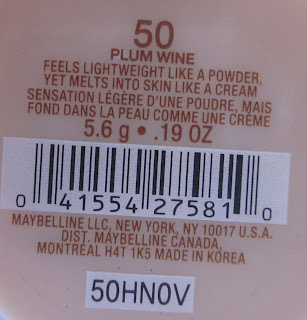 50
PLUM WINE
FEELS LIGHTWEIGHT LIKE A POWDER,
YET MELTS INTO SKIN LIKE A CREAM
SENSATION LÉGÈRE D'UNE POUDRE, MAIS
FOND DANS LA PEAU COMME UNE CRÈME
5.6 g • .19 OZ
0 41554 27581 0
MAYBELLINE LLC, NEW YORK, NY 10017 U.S.A.
DIST. MAYBELLINE CANADA,
MONTRÉAL H4T 1K5 MADE IN KOREA
50HN0V